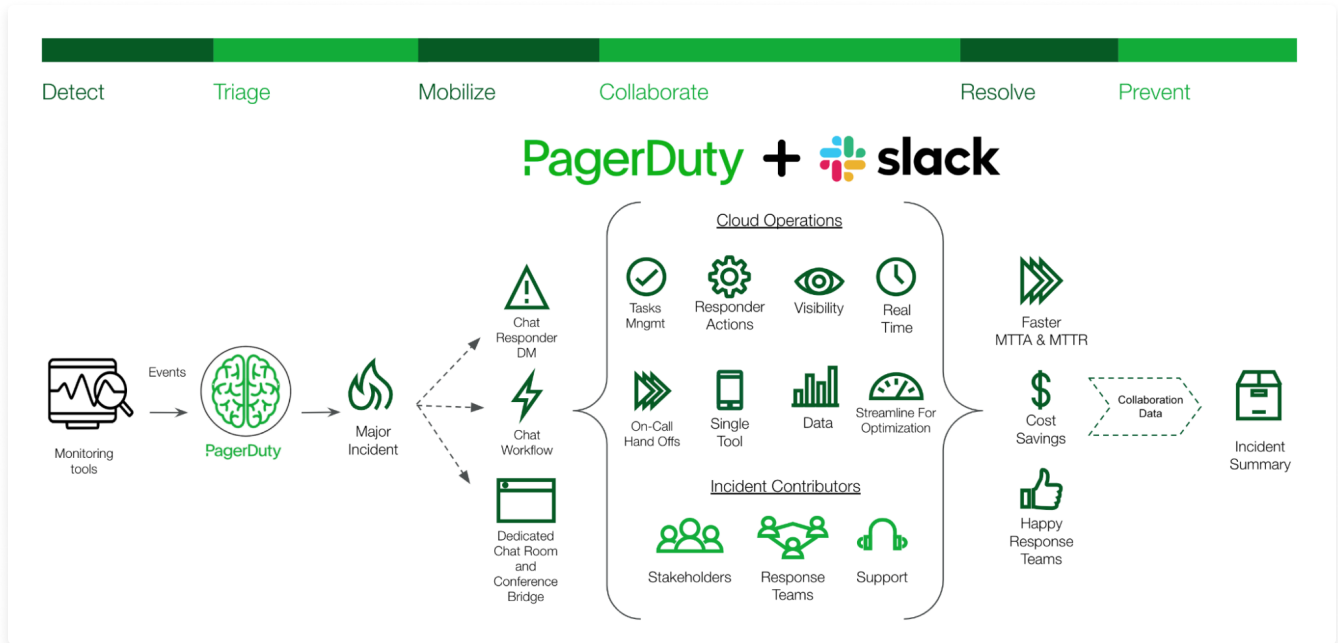 Detect
Triage
Mobilize
Collaborate
Resolve
Prevent
PagerDuty + slack
Cloud Operations
Tasks
Mngmt
Responder
Actions
Visibility
Real
Time
On-Call
Hand Offs
Single
Tool
Data
Streamline For
Optimization
Incident Contributors
Stakeholders
Response
Teams
Support
Monitoring
tools
Events
PagerDuty
Major
Incident
Chat
Responder
DM
Chat
Workflow
Dedicated
Chat Room
and
Conference
Bridge
Faster
MTTA & MTTR
Cost
Savings
Happy
Response
Teams
Collaboration
Data
Incident
Summary